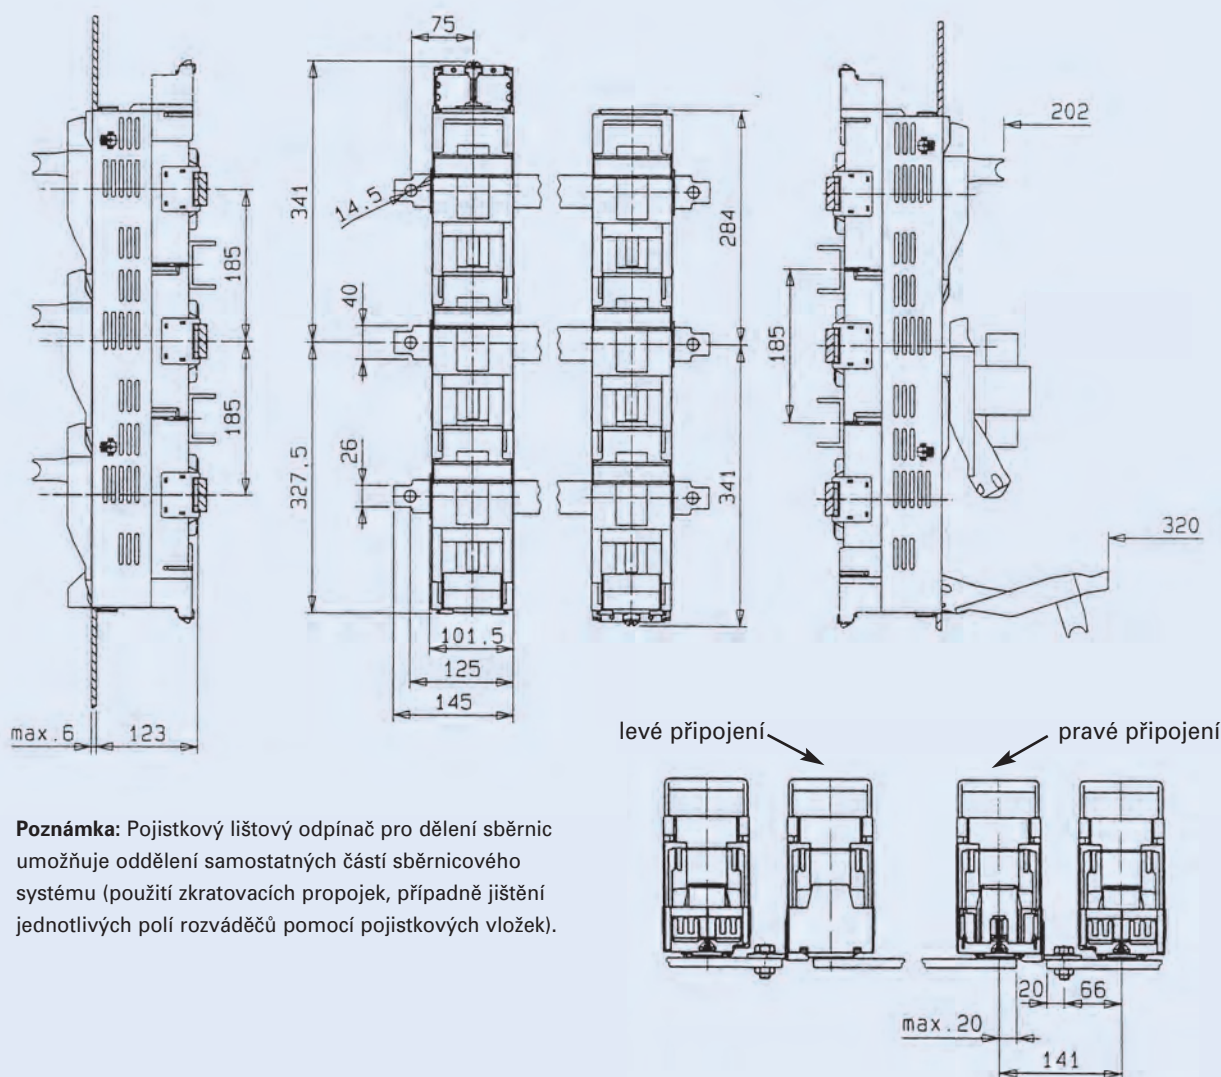 75
202
341
14.5
284
185
40
185
185
26
327.5
341
320
101.5
125
145
max.6
123
levé připojení
pravé připojení
Poznámka: Pojistkový lištový odpínač pro dělení sběrnic
umožňuje oddělení samostatných částí sběrnicového
systému (použití zkratovacích propojek, případně jištění
jednotlivých polí rozváděčů pomocí pojistkových vložek).
20
66
max.20
141